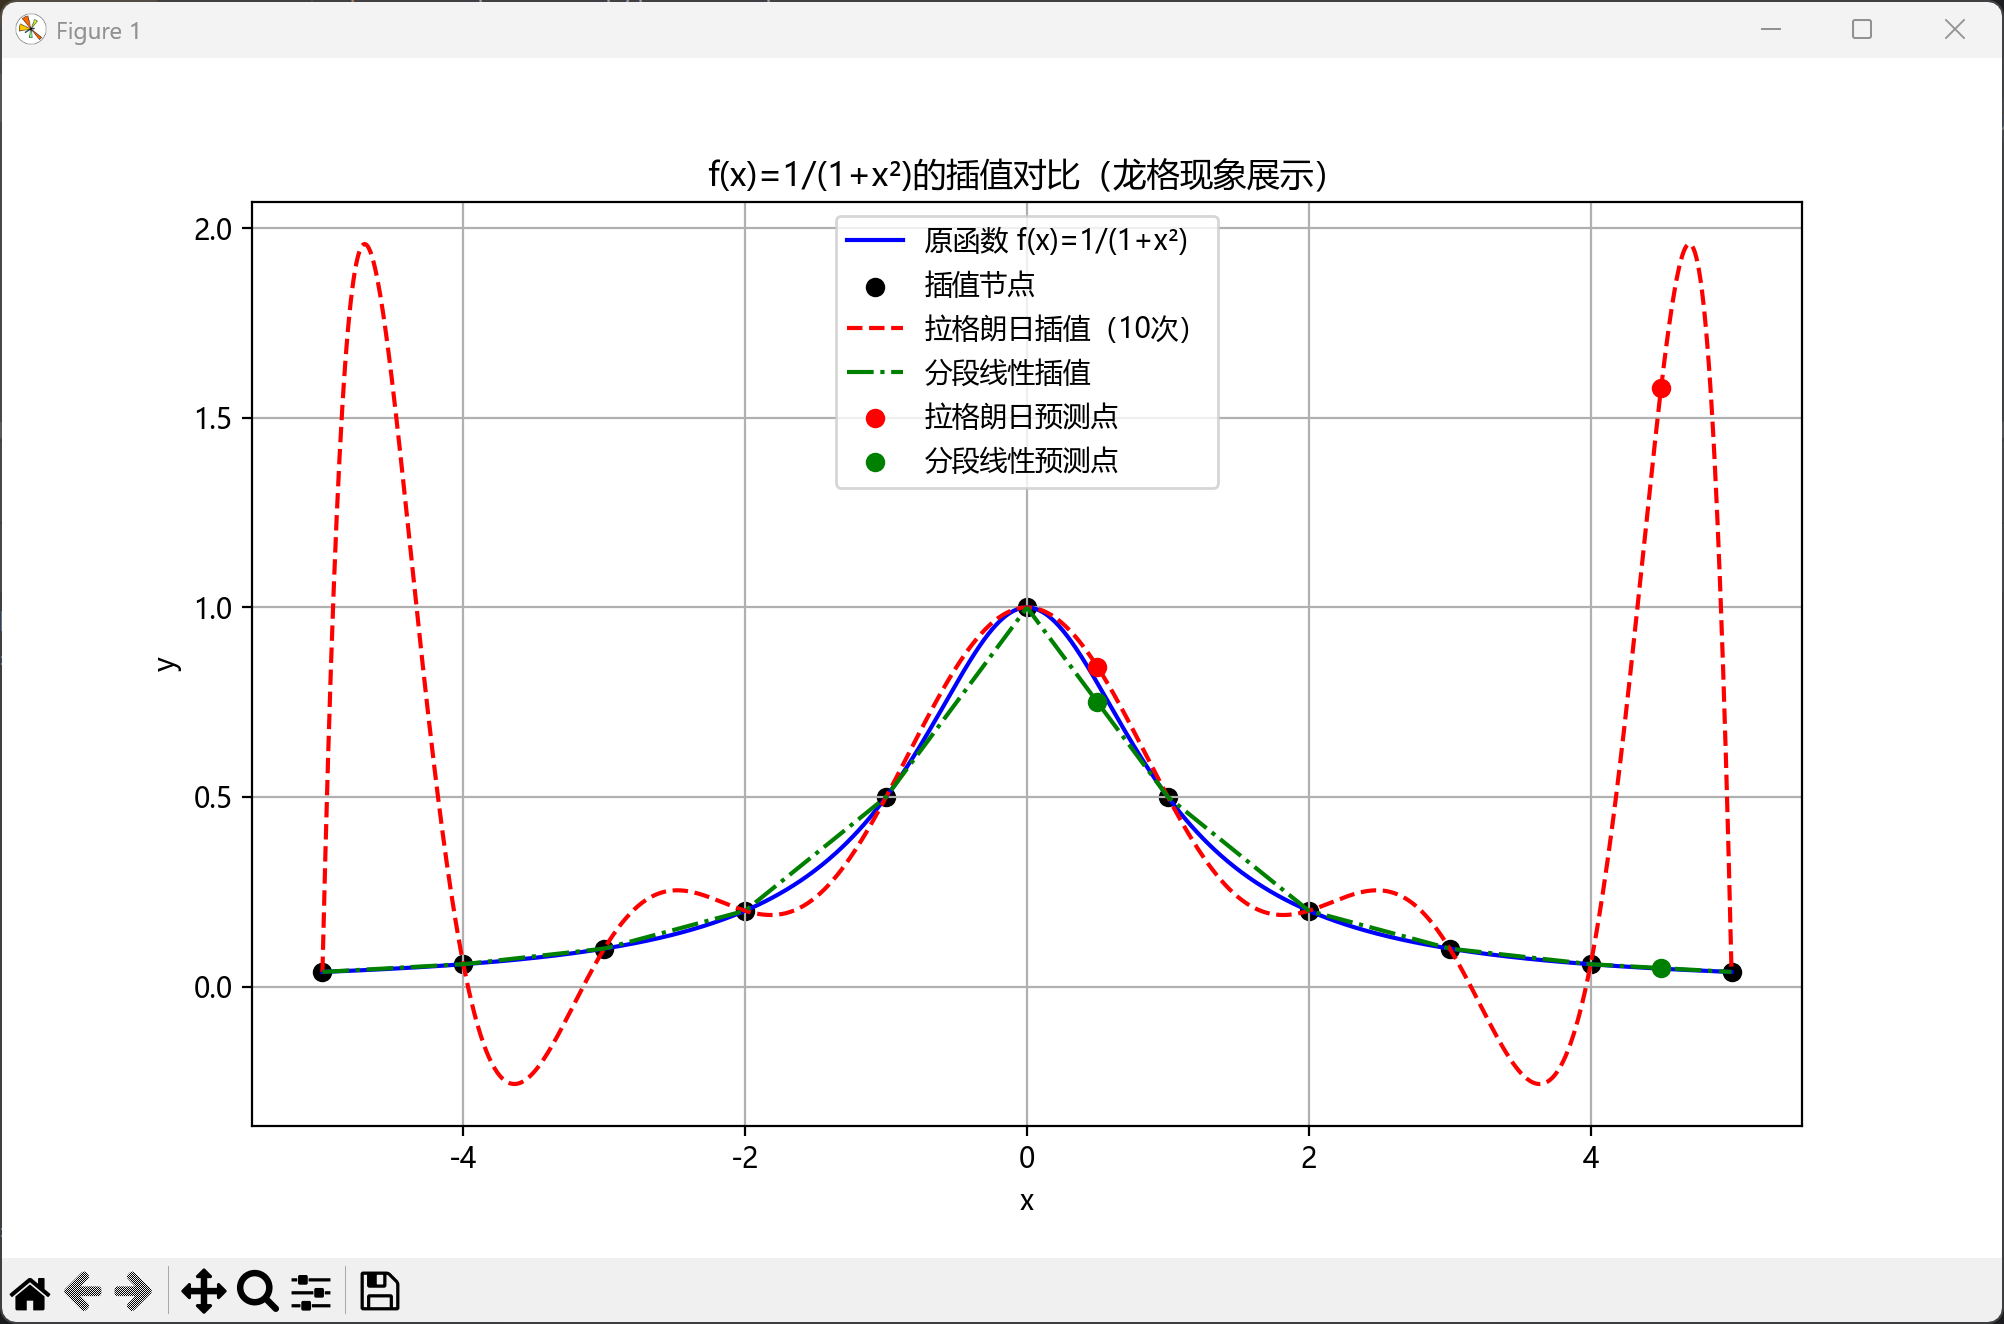 Figure 1
f(x)=1/(1+x²)的插值对比（龙格现象展示）
原函数 f(x)=1/(1+x²)
插值节点
拉格朗日插值（10次）
分段线性插值
拉格朗日预测点
分段线性预测点
2.0
1.5
1.0
0.5
0.0
y
-4
-2
0
2
4
x